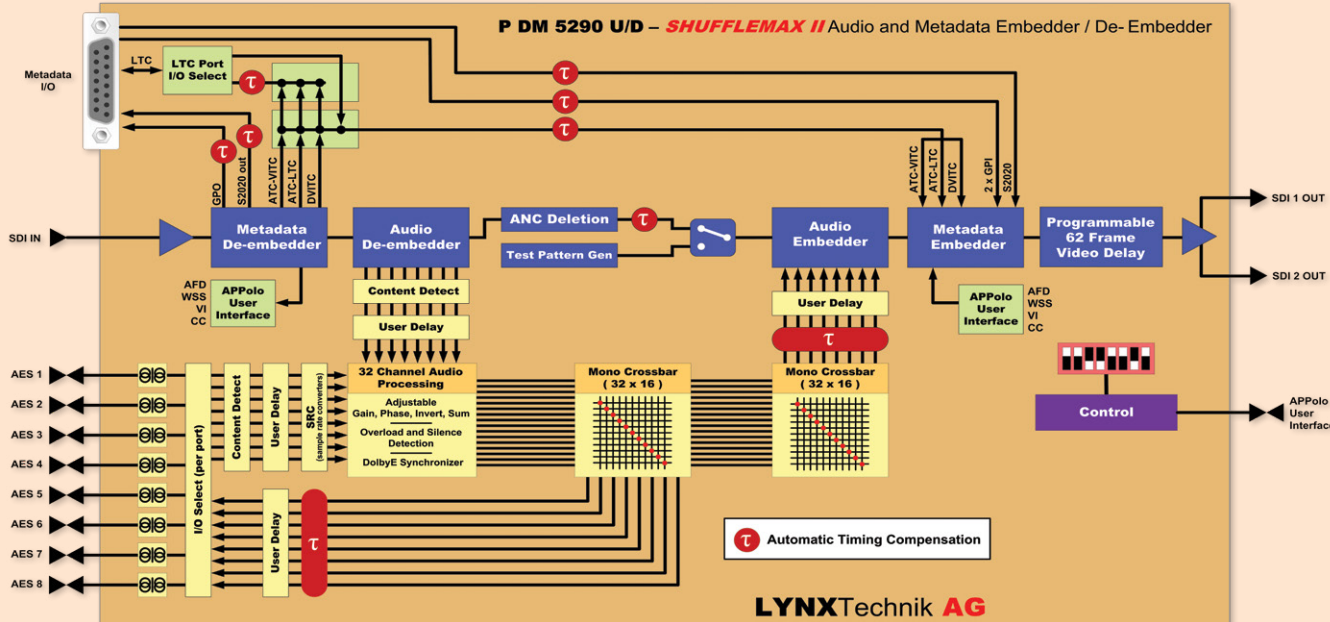 P DM 5290 U/D – SHUFFLEMAX II Audio and Metadata Embedder / De- Embedder
Metadata
I/O
LTC
LTC Port
I/O Select
τ
τ
τ
τ
τ
τ
GPO
S2020 out
ATC-VITC
ATC-LTC
DVITC
ATC-VITC
ATC-LTC
DVITC
2 x GPI
S2020
SDI IN
Metadata
De-embedder
Audio
De-embedder
ANC Deletion
τ
Test Pattern Gen
Audio
Embedder
Metadata
Embedder
Programmable
62 Frame
Video Delay
SDI 1 OUT
SDI 2 OUT
AFD
WSS
VI
CC
APPolo
User
Interface
Content Detect
User Delay
User Delay
τ
APPolo
User
Interface
AFD
WSS
VI
CC
AES 1
AES 2
AES 3
AES 4
AES 5
AES 6
AES 7
AES 8
I/O Select (per port)
Content Detect
User Delay
SRC
(sample rate converters)
32 Channel Audio
Processing
Adjustable
Gain, Phase, Invert, Sum
Overload and Silence
Detection
DolbyE Synchronizer
Mono Crossbar
( 32 x 16 )
Mono Crossbar
( 32 x 16 )
Control
APPolo
User
Interface
User Delay
τ
τ Automatic Timing Compensation
LYNXTechnik AG